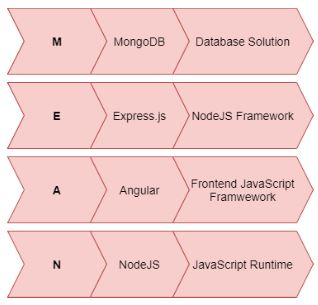 M MongoDB Database Solution
E Express.js NodeJS Framework
A Angular Frontend JavaScript
Framwework
N NodeJS JavaScript Runtime